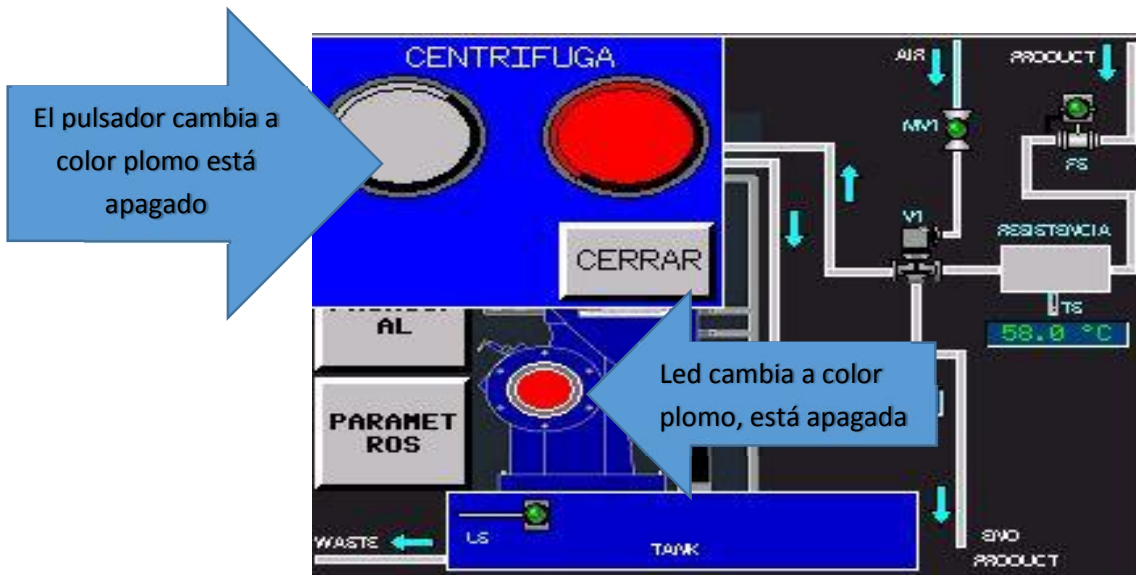 El pulsador cambia a
color plomo está
apagado
CENTRIFUGA
CERRAR
AL
PARAMET
ROS
Led cambia a color
plomo, está apagada
AIR
PRODUCT
MV1
FS
V1
RESISTENCIA
TS
58.0 °C
WASTE
LS
TANK
END
PRODUCT